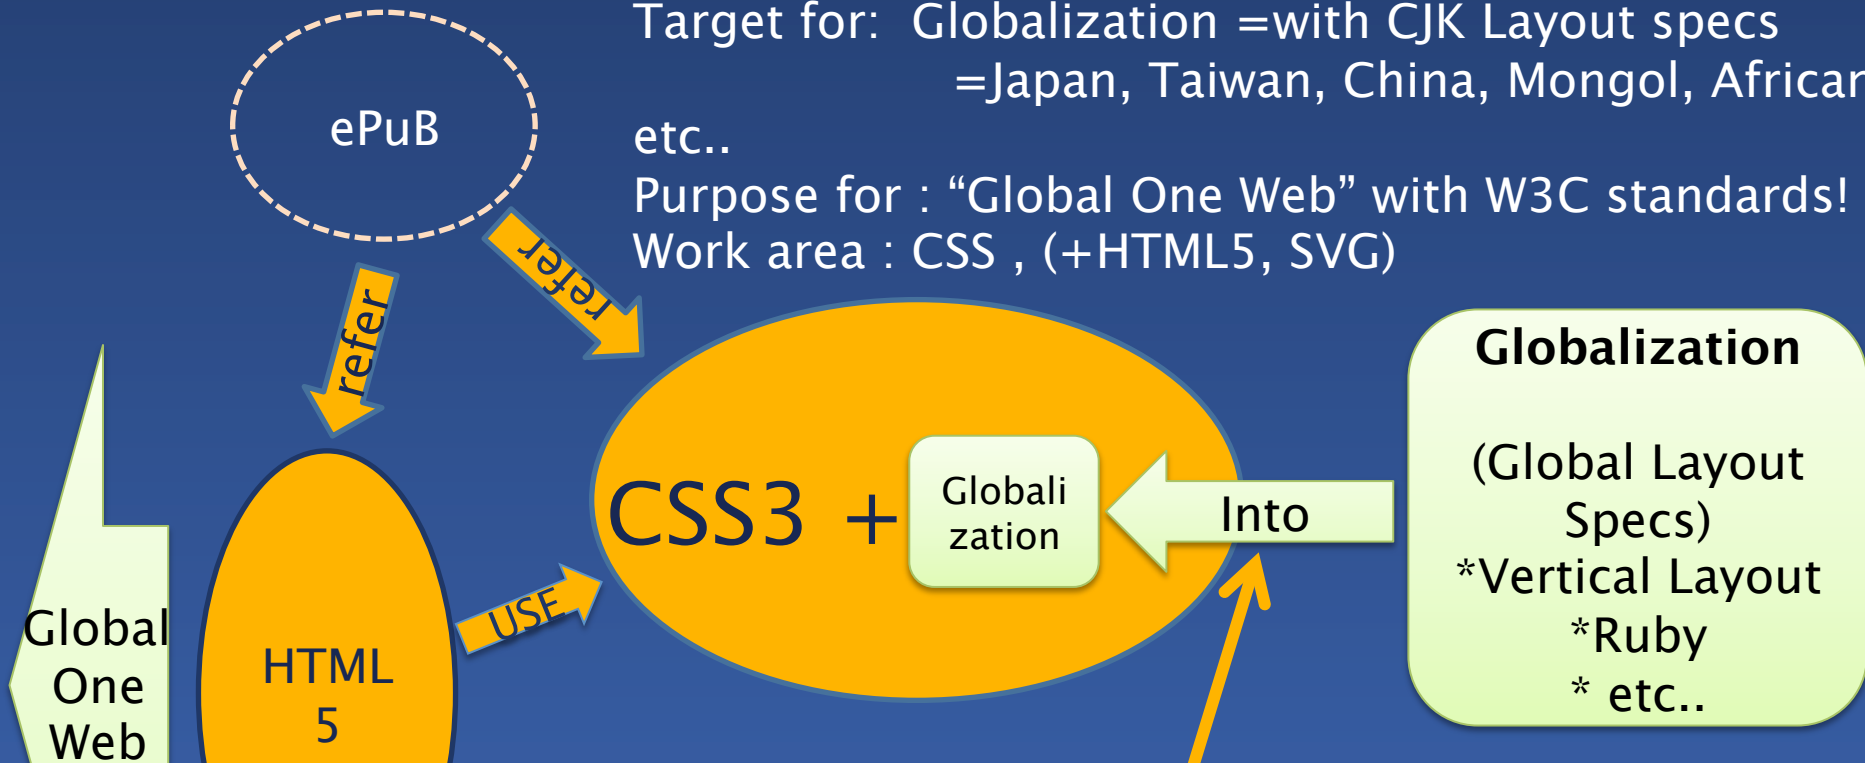 Target for: Globalization =with CJK Layout specs
=Japan, Taiwan, China, Mongol, African
etc..
Purpose for : “Global One Web” with W3C standards!
Work area : CSS , (+HTML5, SVG)
ePuB
refer
refer
Globalization
(Global Layout
Specs)
*Vertical Layout
*Ruby
* etc..
CSS3 +
Globali
zation
Into
USE
HTML
5
Global
One
Web